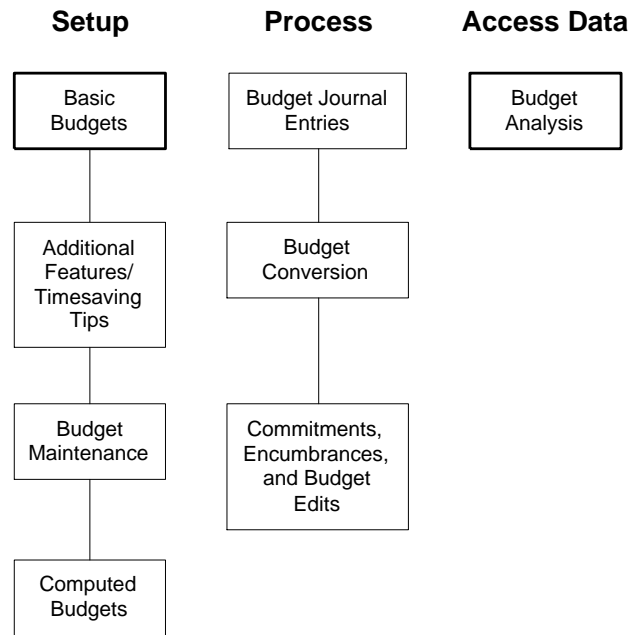 Setup
Process
Access Data
Basic
Budgets
Budget Journal
Entries
Budget
Analysis
Additional
Features/
Timesaving
Tips
Budget
Conversion
Budget
Maintenance
Commitments,
Encumbrances,
and Budget
Edits
Computed
Budgets